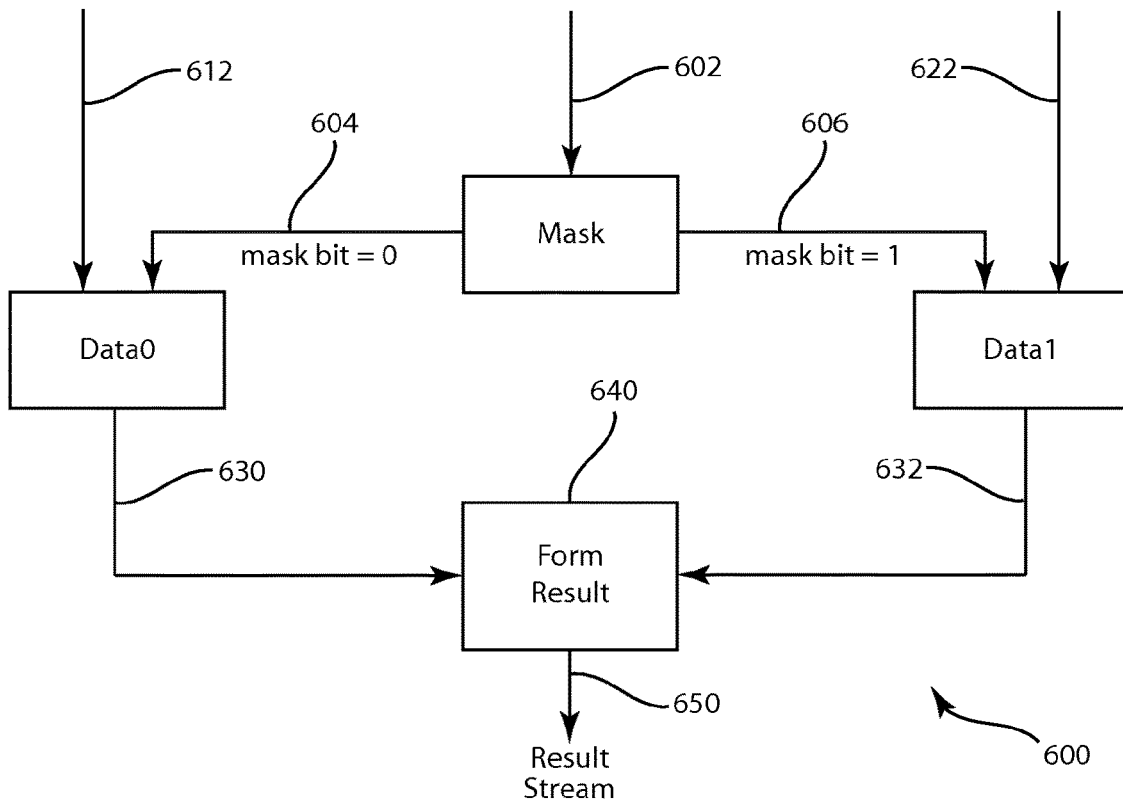 612
602
622
604
606
Mask
mask bit = 0
mask bit = 1
Data0
Data1
640
630
632
Form
Result
650
Result
Stream
600